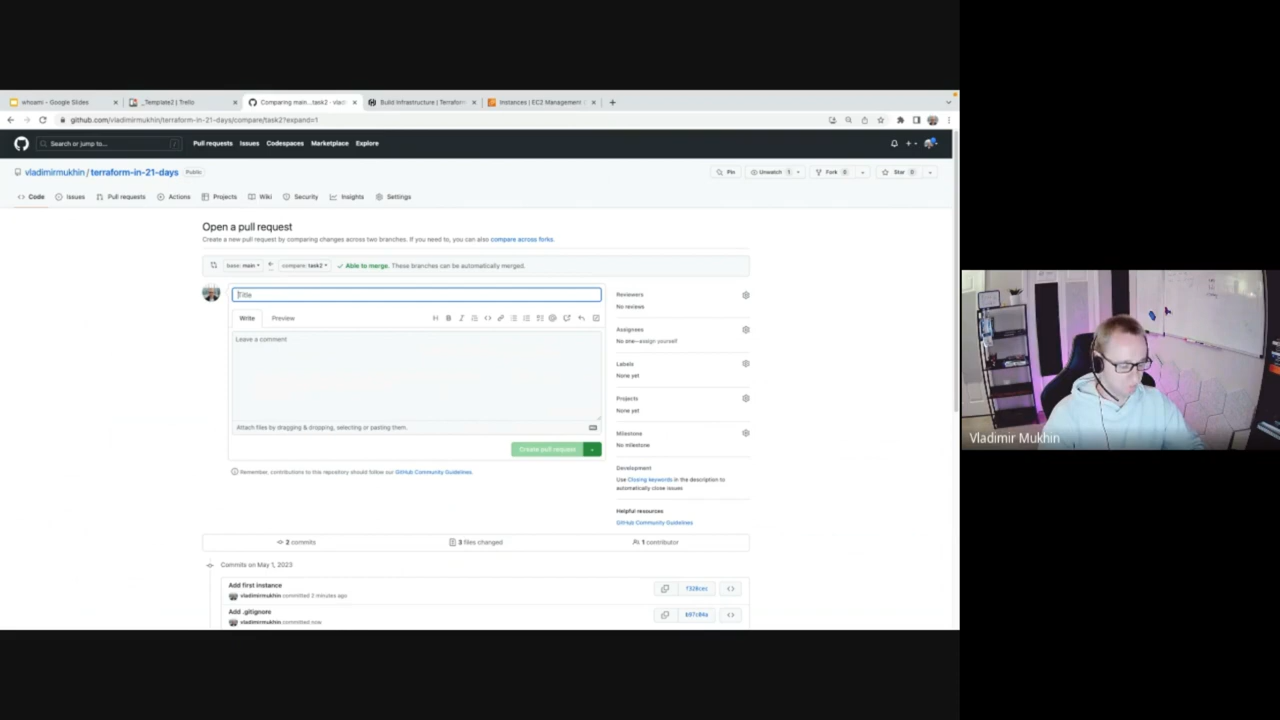 whoami - Google Slides
_Template2 | Trello
Comparing main...task2 - vladi
Build Infrastructure | Terraform
Instances | EC2 Management
github.com/vladimirmukhin/terraform-in-21-days/compare/task2?expand=1
Search or jump to...
/
Pull requests
Issues
Codespaces
Marketplace
Explore
vladimirmukhin / terraform-in-21-days
Public
Pin
Unwatch 1
Fork 0
Star 0
Code
Issues
Pull requests
Actions
Projects
Wiki
Security
Insights
Settings
Open a pull request
Create a new pull request by comparing changes across two branches. If you need to, you can also compare across forks.
base: main
compare: task2
Able to merge. These branches can be automatically merged.
Title
Write
Preview
Leave a comment
Attach files by dragging & dropping, selecting or pasting them.
Create pull request
Remember, contributions to this repository should follow our GitHub Community Guidelines.
Reviewers
No reviews
Assignees
No one—assign yourself
Labels
None yet
Projects
None yet
Milestone
No milestone
Development
Use Closing keywords in the description to
automatically close issues
Helpful resources
GitHub Community Guidelines
2 commits
3 files changed
1 contributor
Commits on May 1, 2023
Add first instance
vladimirmukhin committed 2 minutes ago
Add .gitignore
vladimirmukhin committed now
Vladimir Mukhin